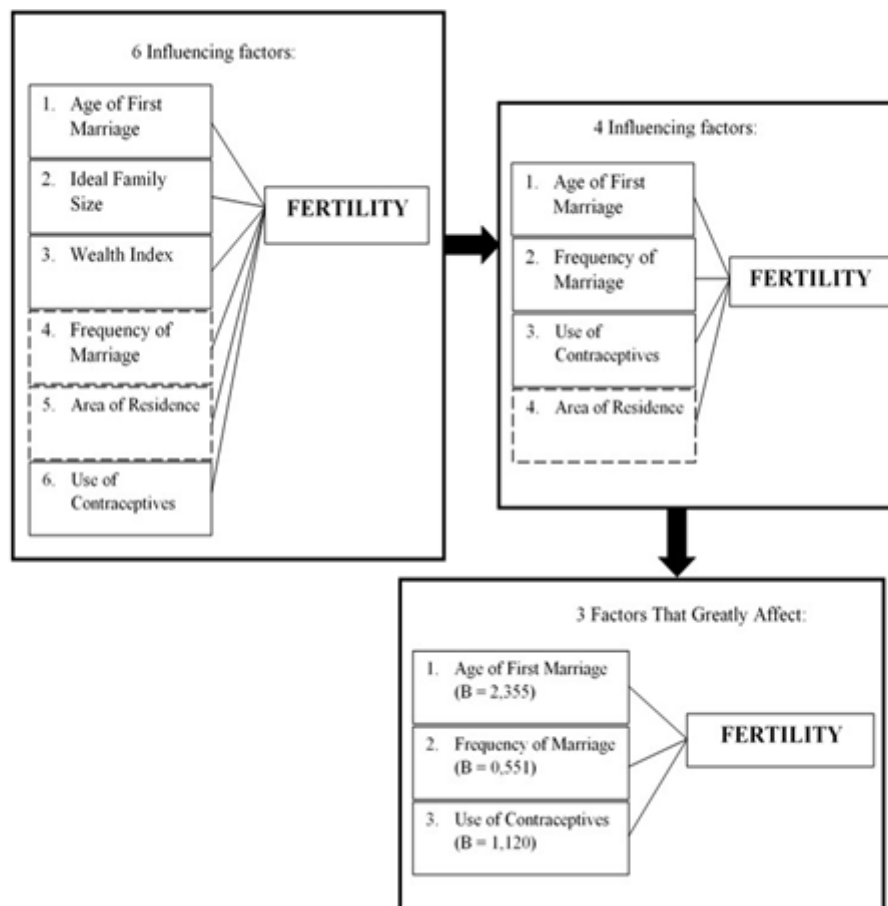 6 Influencing factors:
1. Age of First
Marriage
2. Ideal Family
Size
3. Wealth Index
4. Frequency of
Marriage
5. Area of Residence
6. Use of
Contraceptives
FERTILITY
4 Influencing factors:
1. Age of First
Marriage
2. Frequency of
Marriage
3. Use of
Contraceptives
4. Area of Residence
FERTILITY
3 Factors That Greatly Affect:
1. Age of First Marriage
(B = 2,355)
2. Frequency of Marriage
(B = 0,551)
3. Use of Contraceptives
(B = 1,120)
FERTILITY